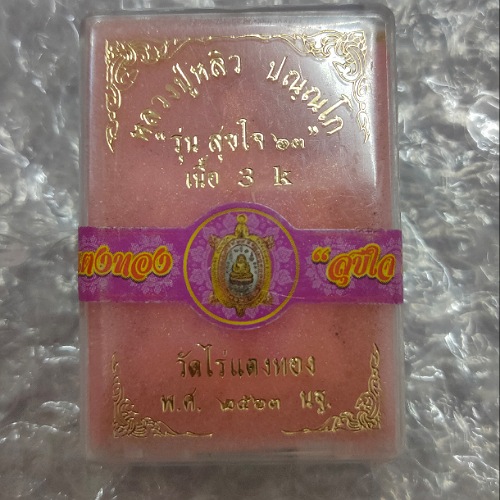 หลวงปู่หลิว ปณฺณโก
"รุ่น สุขใจ ๖๓"
เนื้อ 3 k
แตงทอง
"สุขใจ
วัดไร่แตงทอง
พ.ศ. ๒๕๖๓ นฐ.